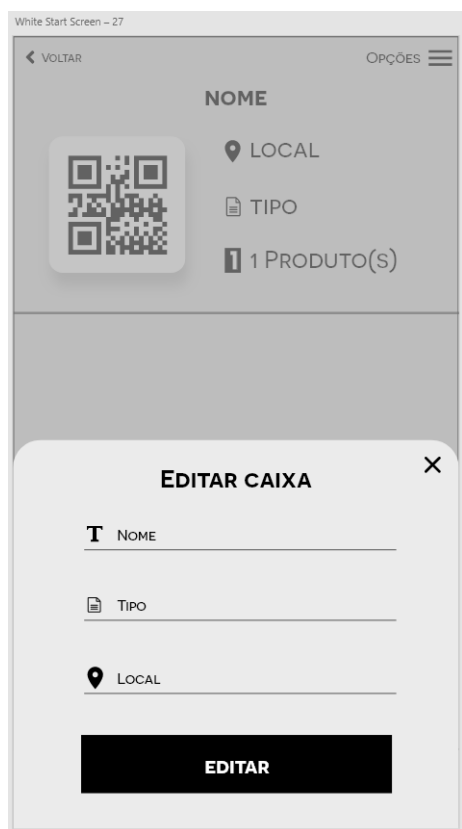 White Start Screen – 27
Voltar
Opções
NOME
LOCAL
TIPO
1 Produto(s)
Editar caixa
Nome
Tipo
Local
EDITAR